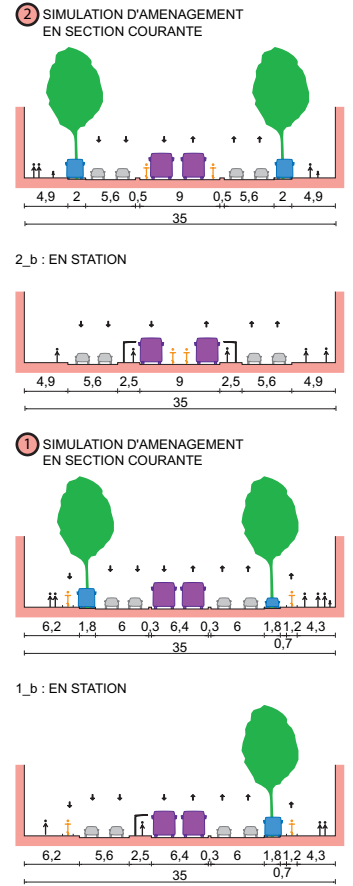 2 SIMULATION D'AMENAGEMENT
EN SECTION COURANTE
4,9 2 5,6 0,5 9 0,5 5,6 2 4,9
35
2_b : EN STATION
4,9 5,6 2,5 9 2,5 5,6 4,9
35
1 SIMULATION D'AMENAGEMENT
EN SECTION COURANTE
6,2 1,8 6 0,3 6,4 0,3 6 1,8 1,2 4,3
0,7
35
1_b : EN STATION
6,2 5,6 2,5 6,4 0,3 6 1,8 1,2 4,3
0,7
35